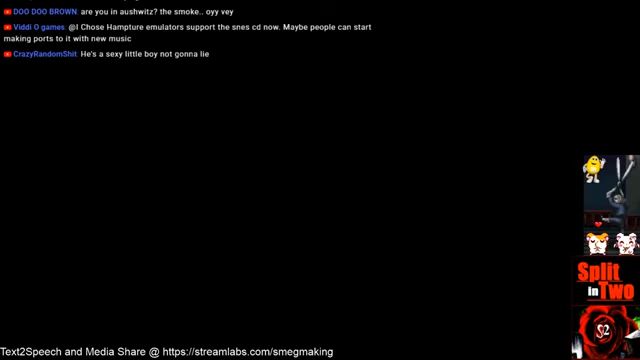 DOO DOO BROWN: are you in aushwitz? the smoke.. oyy vey
Viddi O games: @I Chose Hampture emulators support the snes cd now. Maybe people can start
making ports to it with new music
CrazyRandomShit: He's a sexy little boy not gonna lie
Split
in Two
S2
Text2Speech and Media Share @ https://streamlabs.com/smegmaking